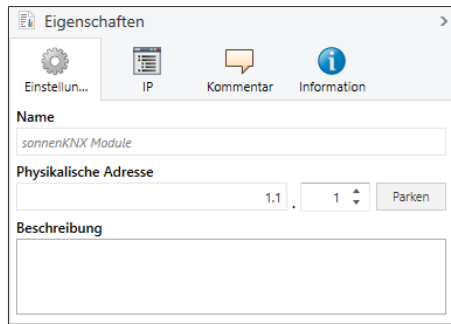 Eigenschaften
Einstellun... IP Kommentar Information
Name
sonnenKNX Module
Physikalische Adresse
1.1 . 1 Parken
Beschreibung